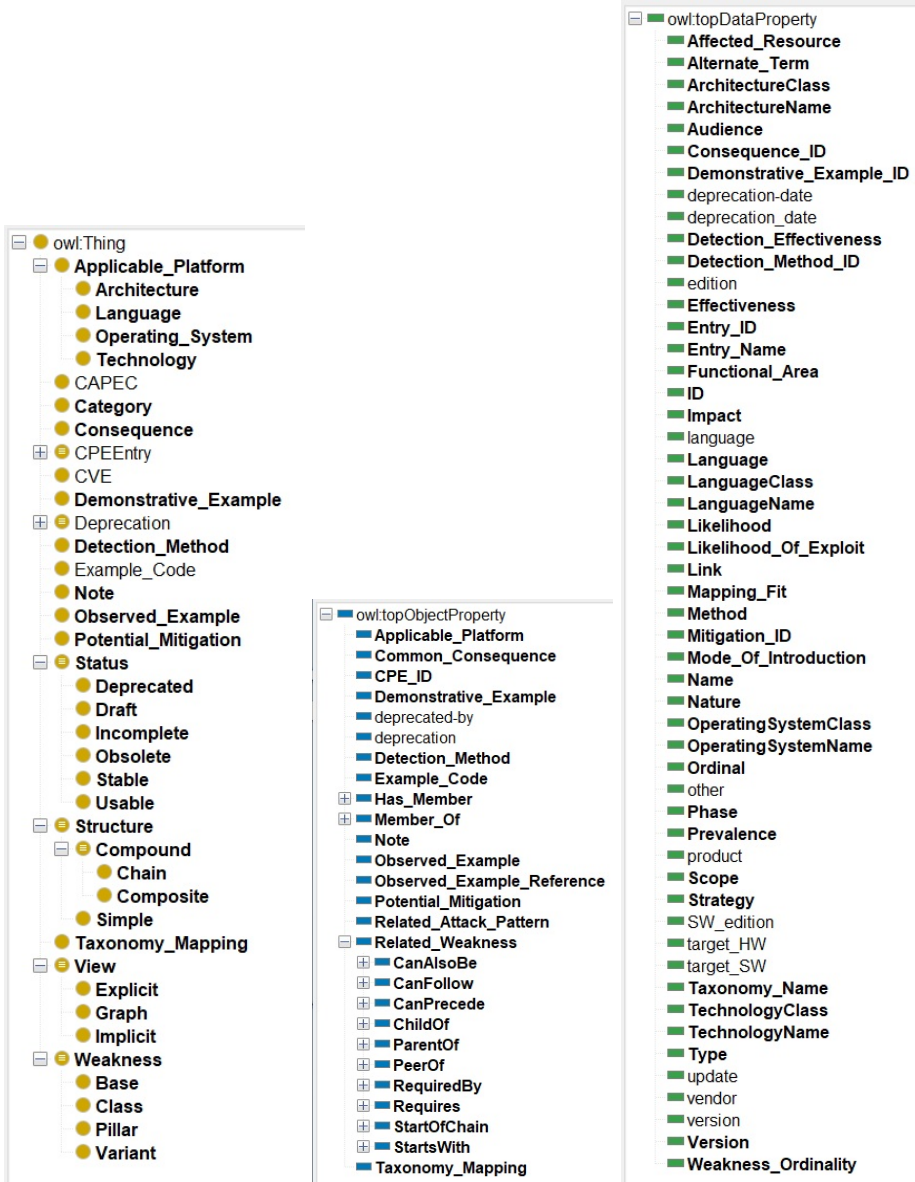 owl:Thing
Applicable_Platform
Architecture
Language
Operating_System
Technology
CAPEC
Category
Consequence
CPEEntry
CVE
Demonstrative_Example
Deprecation
Detection_Method
Example_Code
Note
Observed_Example
Potential_Mitigation
Status
Deprecated
Draft
Incomplete
Obsolete
Stable
Usable
Structure
Compound
Chain
Composite
Simple
Taxonomy_Mapping
View
Explicit
Graph
Implicit
Weakness
Base
Class
Pillar
Variant
owl:topObjectProperty
Applicable_Platform
Common_Consequence
CPE_ID
Demonstrative_Example
deprecated-by
deprecation
Detection_Method
Example_Code
Has_Member
Member_Of
Note
Observed_Example
Observed_Example_Reference
Potential_Mitigation
Related_Attack_Pattern
Related_Weakness
CanAlsoBe
CanFollow
CanPrecede
ChildOf
ParentOf
PeerOf
RequiredBy
Requires
StartOfChain
StartsWith
Taxonomy_Mapping
owl:topDataProperty
Affected_Resource
Alternate_Term
ArchitectureClass
ArchitectureName
Audience
Consequence_ID
Demonstrative_Example_ID
deprecation-date
deprecation_date
Detection_Effectiveness
Detection_Method_ID
edition
Effectiveness
Entry_ID
Entry_Name
Functional_Area
ID
Impact
language
Language
LanguageClass
LanguageName
Likelihood
Likelihood_Of_Exploit
Link
Mapping_Fit
Method
Mitigation_ID
Mode_Of_Introduction
Name
Nature
OperatingSystemClass
OperatingSystemName
Ordinal
other
Phase
Prevalence
product
Scope
Strategy
SW_edition
target_HW
target_SW
Taxonomy_Name
TechnologyClass
TechnologyName
Type
update
vendor
version
Version
Weakness_Ordinality